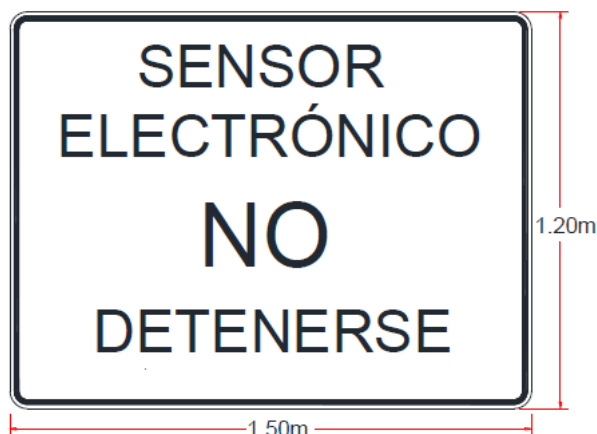 SENSOR
ELECTRÓNICO
NO
DETENERSE
1.20m
1.50m